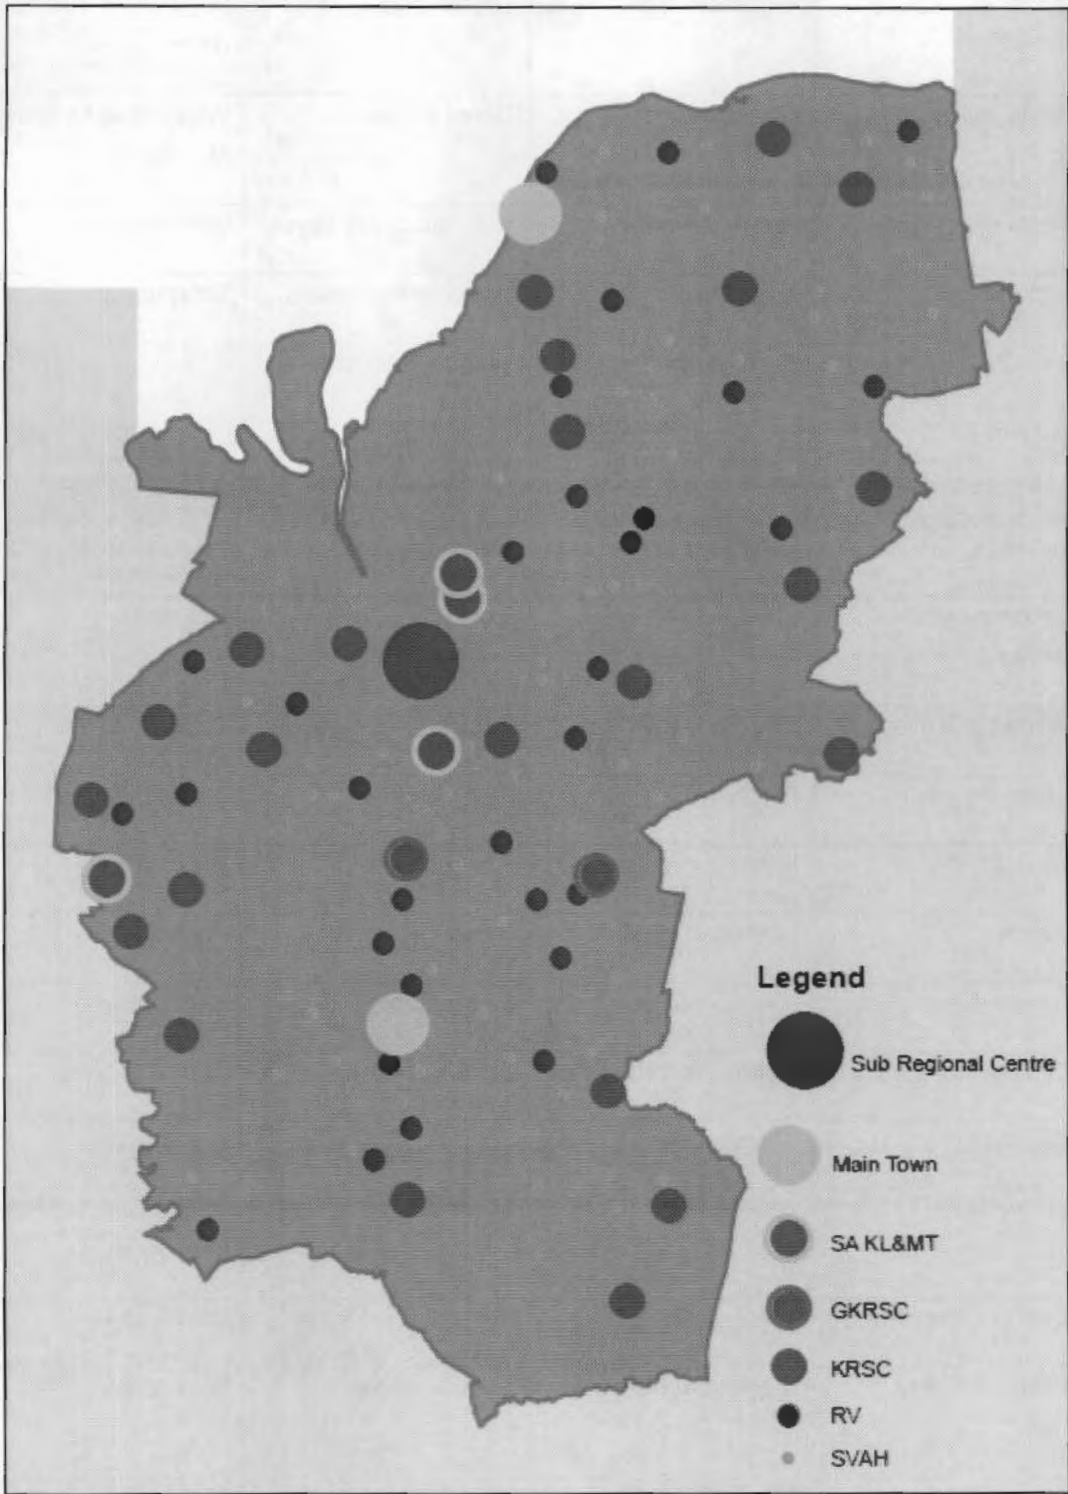 Legend
Sub Regional Centre
Main Town
SA KL&MT
GKRSC
KRSC
RV
SVAH